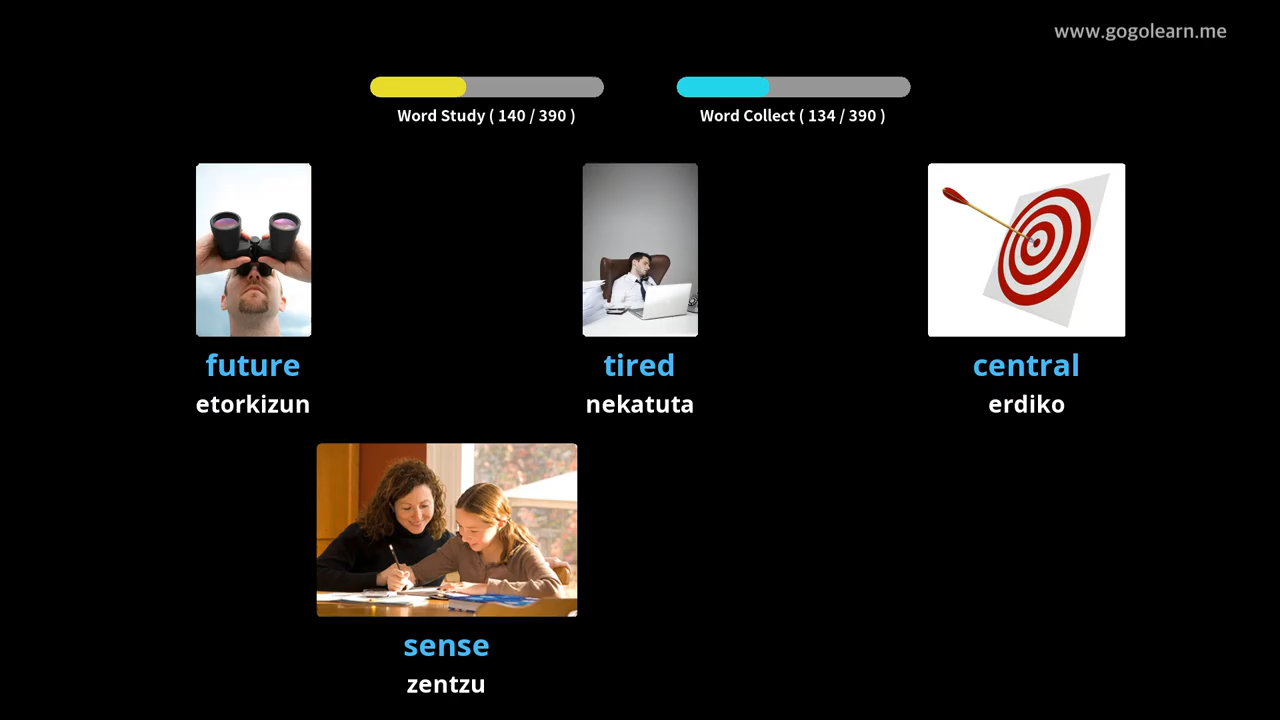 www.gogolearn.me
Word Study ( 140 / 390 )
Word Collect ( 134 / 390 )
future
etorkizun
tired
nekatuta
central
erdiko
sense
zentzu